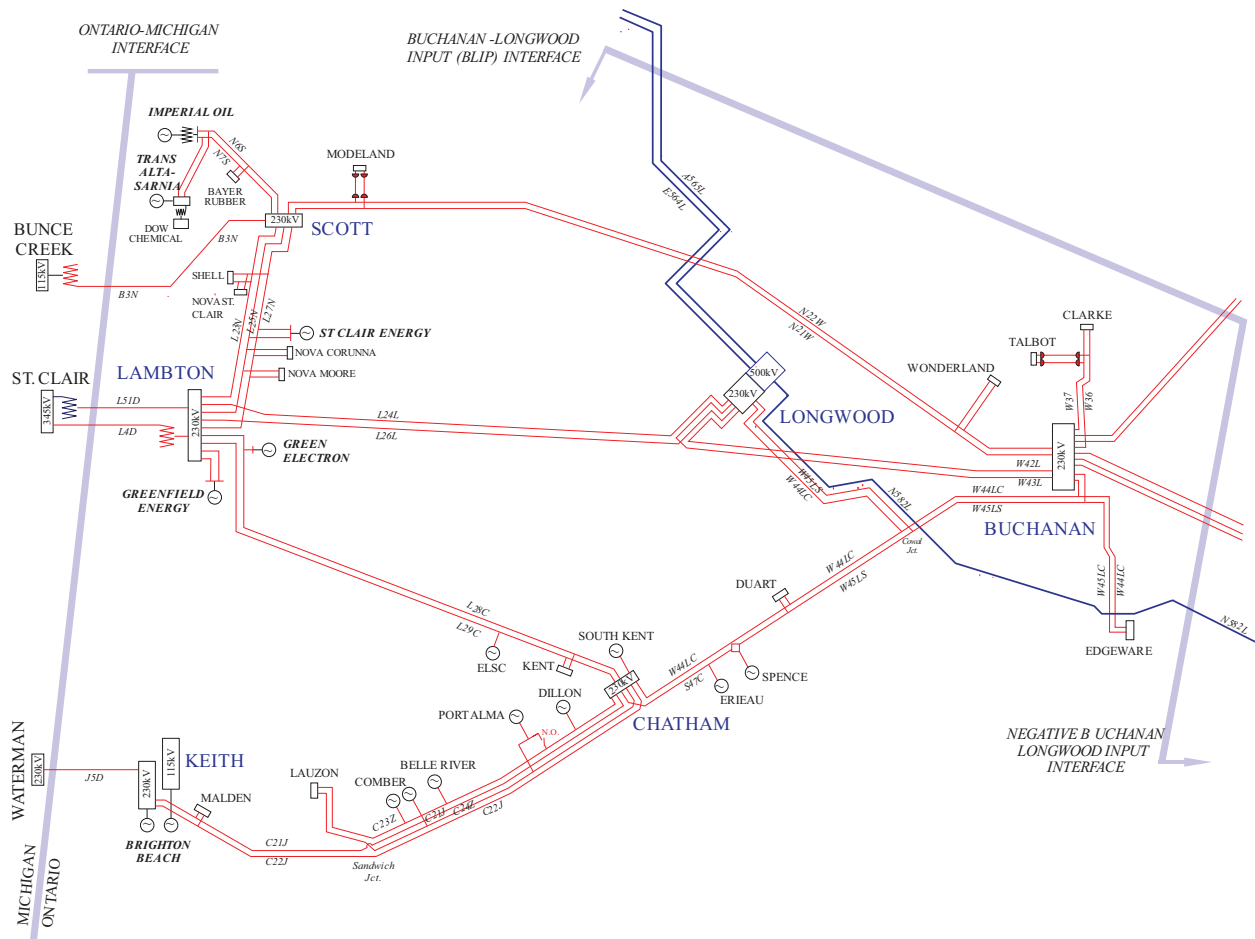 ONTARIO-MICHIGAN
INTERFACE
BUCHANAN -LONGWOOD
INPUT (BLIP) INTERFACE
IMPERIAL OIL
N6S
N7S
TRANS
ALTA-
SARNIA
BAYER
RUBBER
DOW
CHEMICAL
MODELAND
230kV
SCOTT
A565L
E564L
BUNCE
CREEK
115kV
B3N
B3N
SHELL
NOVA ST.
CLAIR
L23N
L25N
L27N
ST CLAIR ENERGY
NOVA CORUNNA
NOVA MOORE
N22W
N21W
CLARKE
TALBOT
WONDERLAND
W37
W36
ST. CLAIR
345kV
LAMBTON
230kV
L51D
L4D
L24L
L26L
500kV
230kV
LONGWOOD
GREEN
ELECTRON
GREENFIELD
ENERGY
230kV
W42L
W43L
W44LC
W45LS
BUCHANAN
W45LS
W44LC
N582L
Cowal
Jct.
W44LC
W45LS
W45LC
W44LC
EDGEWARE
N582L
DUART
L28C
L29C
ELSC
KENT
SOUTH KENT
230kV
W44LC
S47C
SPENCE
ERIEAU
CHATHAM
DILLON
PORT ALMA
N.O.
BELLE RIVER
COMBER
LAUZON
C23Z
C21J
C24Z
C22J
NEGATIVE B UCHANAN
LONGWOOD INPUT
INTERFACE
WATERMAN
230kV
J5D
KEITH
230kV
115kV
MALDEN
BRIGHTON
BEACH
C21J
C22J
Sandwich
Jct.
MICHIGAN
ONTARIO